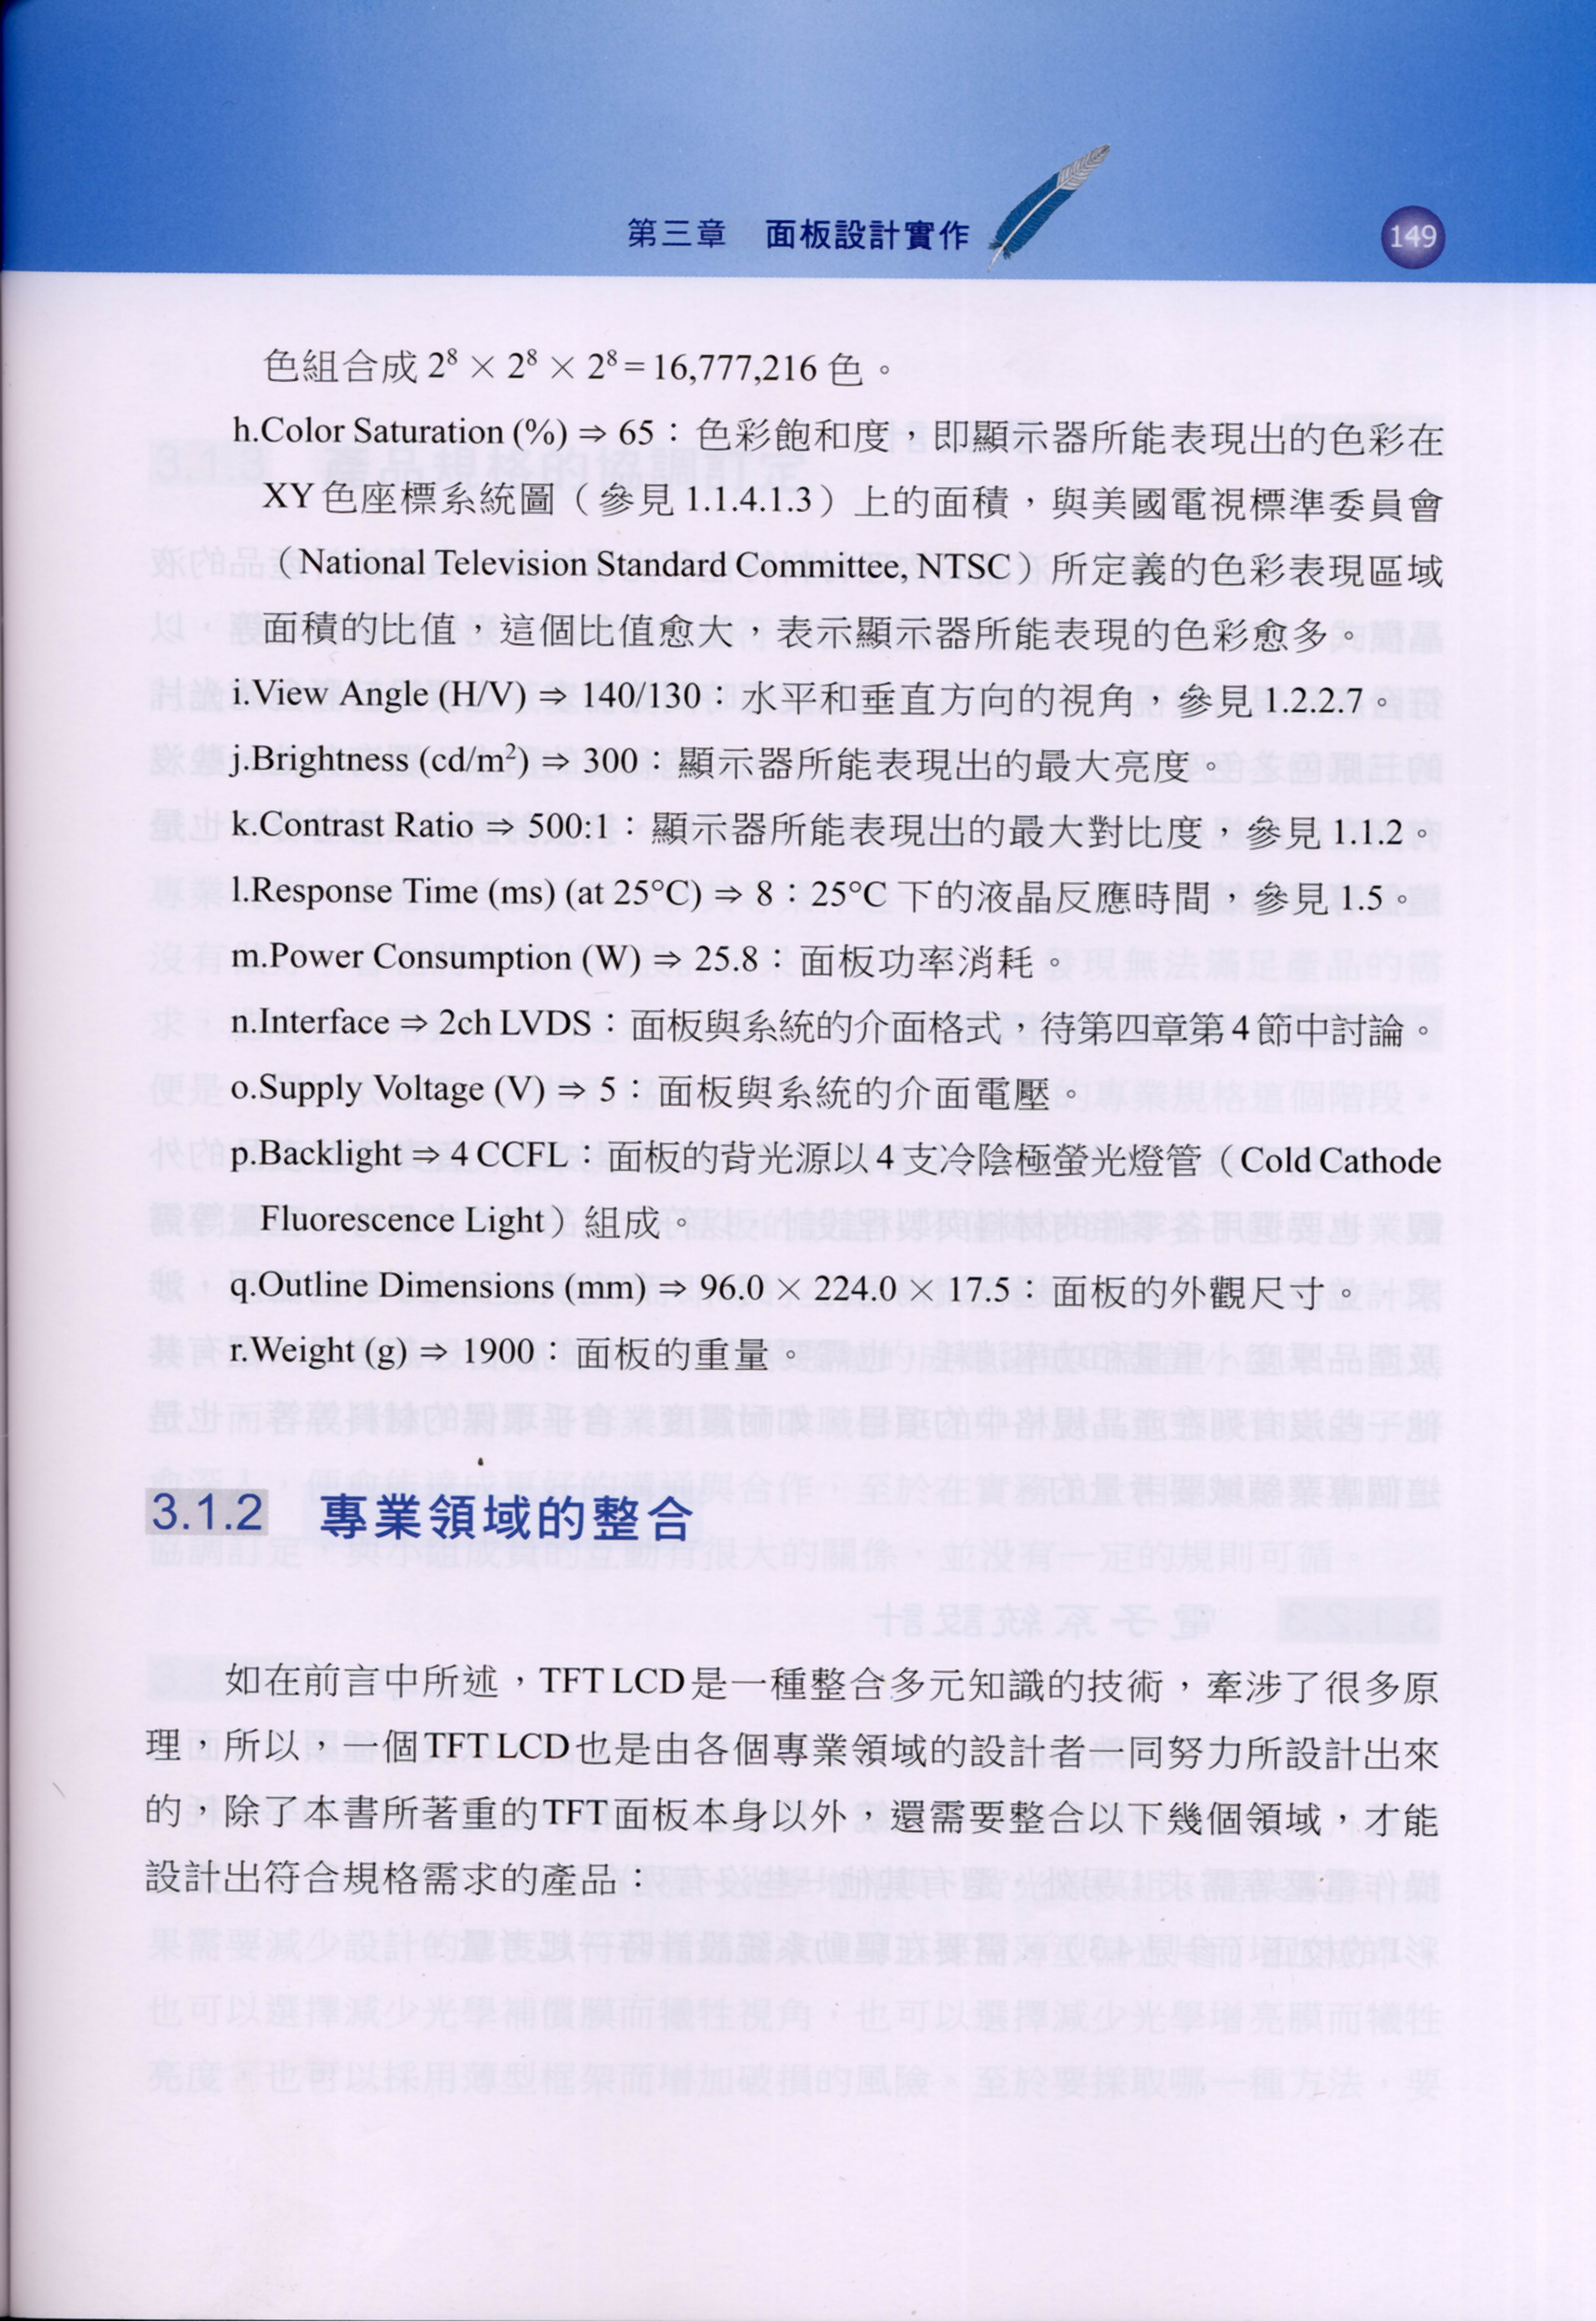 第三章 面板設計實作
149
色組合成 2⁸ × 2⁸ × 2⁸ = 16,777,216 色。
h.Color Saturation (%) ⇒ 65：色彩飽和度，即顯示器所能表現出的色彩在
XY色座標系統圖（參見 1.1.4.1.3）上的面積，與美國電視標準委員會
（National Television Standard Committee, NTSC）所定義的色彩表現區域
面積的比值，這個比值愈大，表示顯示器所能表現的色彩愈多。
i.View Angle (H/V) ⇒ 140/130：水平和垂直方向的視角，參見 1.2.2.7。
j.Brightness (cd/m²) ⇒ 300：顯示器所能表現出的最大亮度。
k.Contrast Ratio ⇒ 500:1：顯示器所能表現出的最大對比度，參見 1.1.2。
l.Response Time (ms) (at 25°C) ⇒ 8：25°C 下的液晶反應時間，參見 1.5。
m.Power Consumption (W) ⇒ 25.8：面板功率消耗。
n.Interface ⇒ 2ch LVDS：面板與系統的介面格式，待第四章第 4 節中討論。
o.Supply Voltage (V) ⇒ 5：面板與系統的介面電壓。
p.Backlight ⇒ 4 CCFL：面板的背光源以 4 支冷陰極螢光燈管（Cold Cathode
Fluorescence Light）組成。
q.Outline Dimensions (mm) ⇒ 96.0 × 224.0 × 17.5：面板的外觀尺寸。
r.Weight (g) ⇒ 1900：面板的重量。
3.1.2 專業領域的整合
如在前言中所述，TFT LCD是一種整合多元知識的技術，牽涉了很多原
理，所以，一個TFT LCD也是由各個專業領域的設計者一同努力所設計出來
的，除了本書所著重的TFT面板本身以外，還需要整合以下幾個領域，才能
設計出符合規格需求的產品：